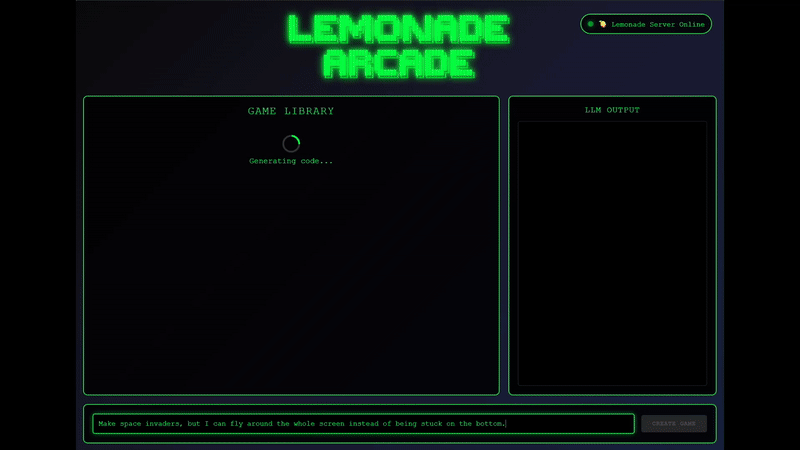 LEMONADE
ARCADE
Lemonade Server Online
GAME LIBRARY
Generating code...
LLM OUTPUT
Make space invaders, but I can fly around the whole screen instead of being stuck on the bottom.
CREATE GAME